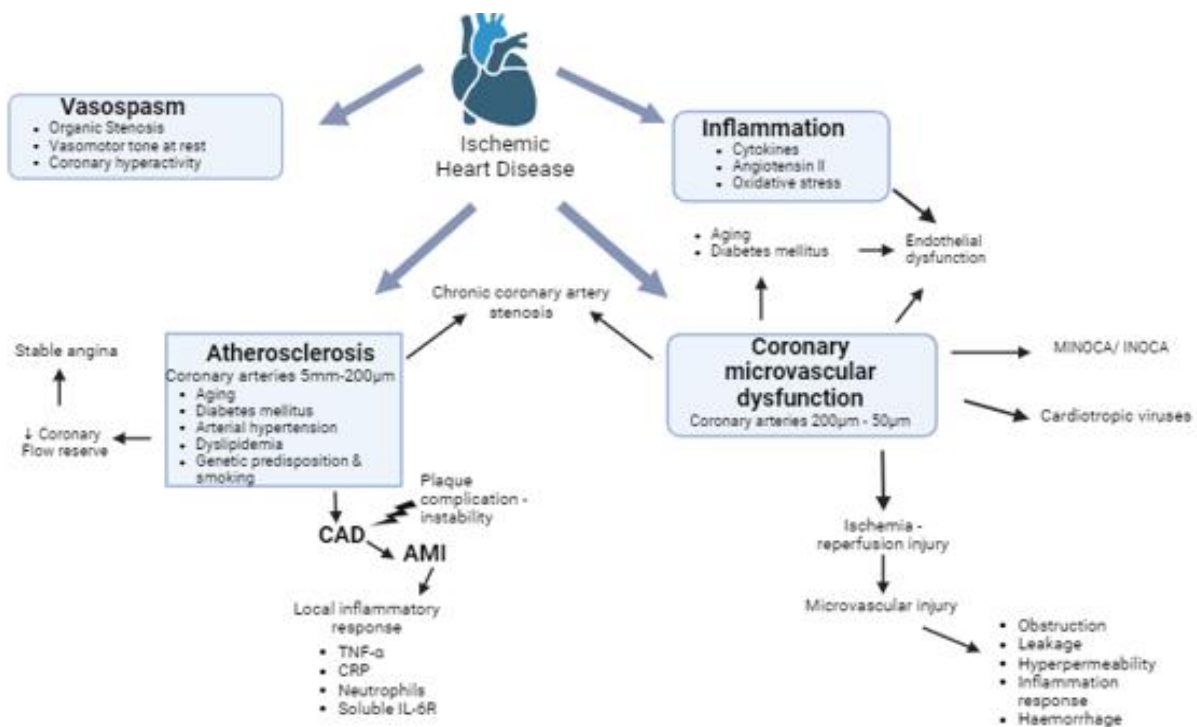 Ischemic
Heart Disease
Vasospasm
• Organic Stenosis
• Vasomotor tone at rest
• Coronary hyperactivity
Inflammation
• Cytokines
• Angiotensin II
• Oxidative stress
• Aging
• Diabetes mellitus
Endothelial
dysfunction
Chronic coronary artery
stenosis
Stable angina
↓ Coronary
Flow reserve
Atherosclerosis
Coronary arteries 5mm-200µm
• Aging
• Diabetes mellitus
• Arterial hypertension
• Dyslipidemia
• Genetic predisposition &
smoking
Coronary
microvascular
dysfunction
Coronary arteries 200µm - 50µm
MINOCA/ INOCA
Cardiotropic viruses
Plaque
complication -
instability
CAD
AMI
Local inflammatory
response
• TNF-α
• CRP
• Neutrophils
• Soluble IL-6R
Ischemia -
reperfusion injury
Microvascular injury
• Obstruction
• Leakage
• Hyperpermeability
• Inflammation
response
• Haemorrhage